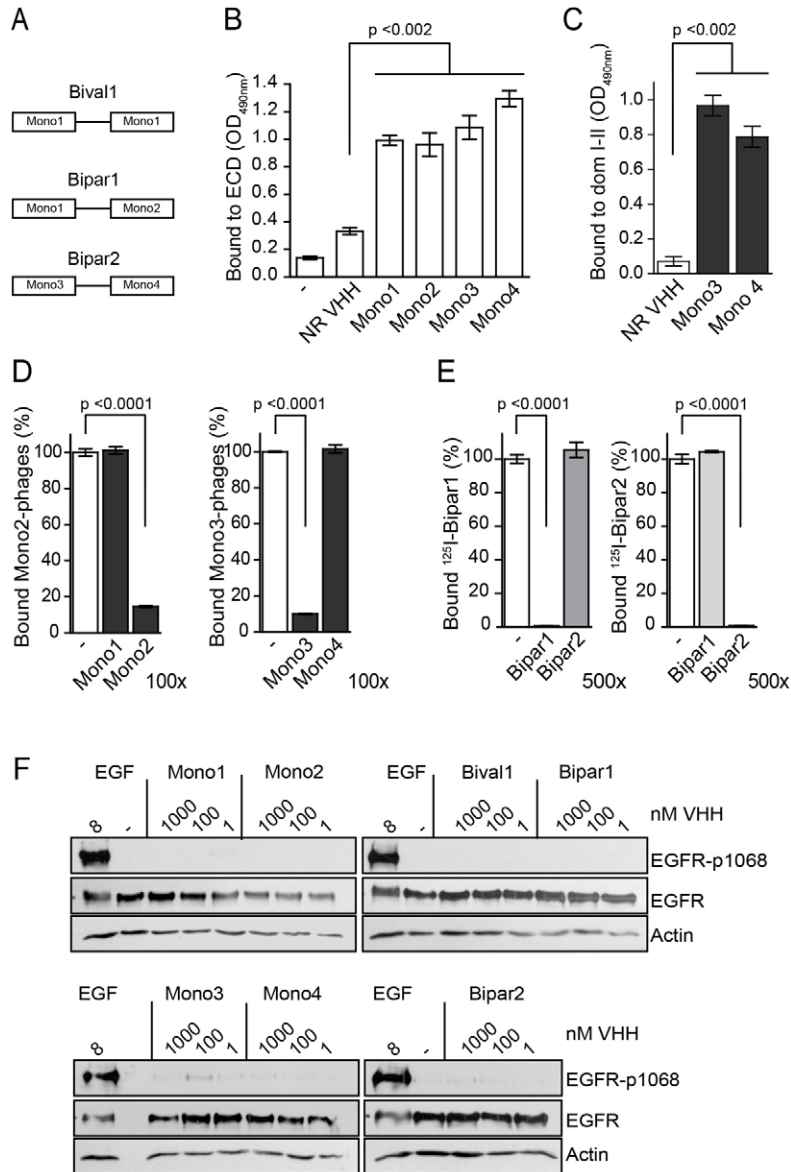 A
Bival1
Mono1 Mono1
Bipar1
Mono1 Mono2
Bipar2
Mono3 Mono4
B
p <0.002
Bound to ECD (OD490nm)
1.4
1.2
1.0
0.8
0.6
0.4
0.2
0.0
- NR VHH Mono1 Mono2 Mono3 Mono4
C
p <0.002
Bound to dom I-II (OD490nm)
1.0
0.8
0.6
0.4
0.2
0.0
NR VHH Mono3 Mono 4
D
p <0.0001
Bound Mono2-phages (%)
100
80
60
40
20
0
- Mono1 Mono2
100x
p <0.0001
Bound Mono3-phages (%)
100
80
60
40
20
0
- Mono3 Mono4
100x
E
p <0.0001
Bound 125I-Bipar1 (%)
100
80
60
40
20
0
- Bipar1 Bipar2
500x
p <0.0001
Bound 125I-Bipar2 (%)
100
80
60
40
20
0
- Bipar1 Bipar2
500x
F
EGF Mono1 Mono2 EGF Bival1 Bipar1
8 - 1000 100 1 1000 100 1 8 - 1000 100 1 1000 100 1 nM VHH
EGFR-p1068
EGFR
Actin
EGF Mono3 Mono4 EGF Bipar2
8 1000 100 1 1000 100 1 8 - 1000 100 1 nM VHH
EGFR-p1068
EGFR
Actin